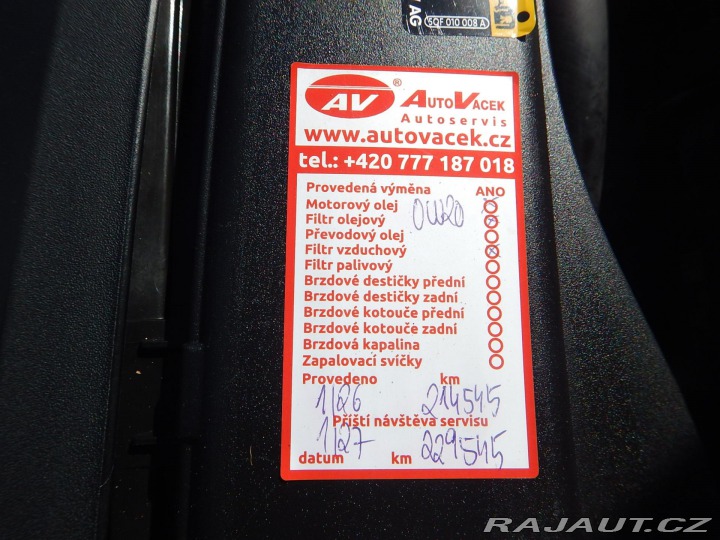 AG
5QF 010 008 A
AV ® AUTOVACEK
Autoservis
www.autovacek.cz
tel.: +420 777 187 018
Provedená výměna ANO
Motorový olej
Filtr olejový 0W20
Převodový olej
Filtr vzduchový
Filtr palivový
Brzdové destičky přední
Brzdové destičky zadní
Brzdové kotouče přední
Brzdové kotouče zadní
Brzdová kapalina
Zapalovací svíčky
Provedeno km
1/26 214545
Příští návštěva servisu
1/27 229545
datum km
RAJAUT.CZ